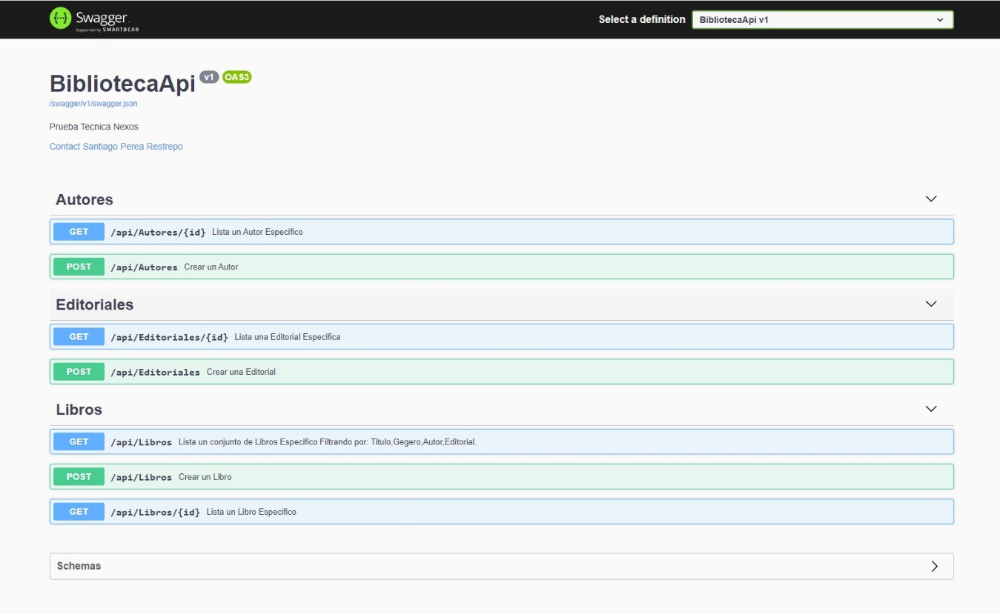 Swagger
Supported by SMARTBEAR
Select a definition
BibliotecaApi v1
BibliotecaApi v1 OAS3
/swagger/v1/swagger.json
Prueba Tecnica Nexos
Contact Santiago Perea Restrepo
Autores
GET /api/Autores/{id} Lista un Autor Especifico
POST /api/Autores Crear un Autor
Editoriales
GET /api/Editoriales/{id} Lista una Editorial Especifica
POST /api/Editoriales Crear una Editorial
Libros
GET /api/Libros Lista un conjunto de Libros Especifico Filtrando por: Titulo,Gegero,Autor,Editorial.
POST /api/Libros Crear un Libro
GET /api/Libros/{id} Lista un Libro Especifico
Schemas